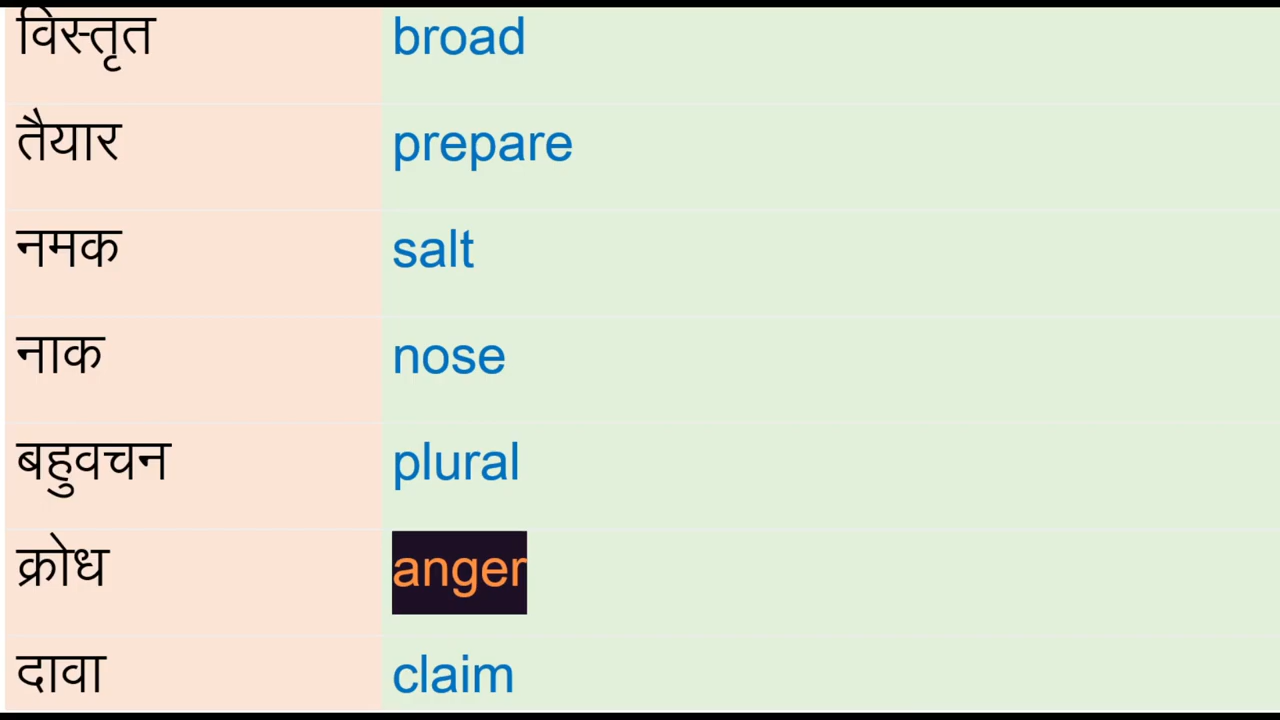 विस्तृत broad
तैयार prepare
नमक salt
नाक nose
बहुवचन plural
क्रोध anger
दावा claim